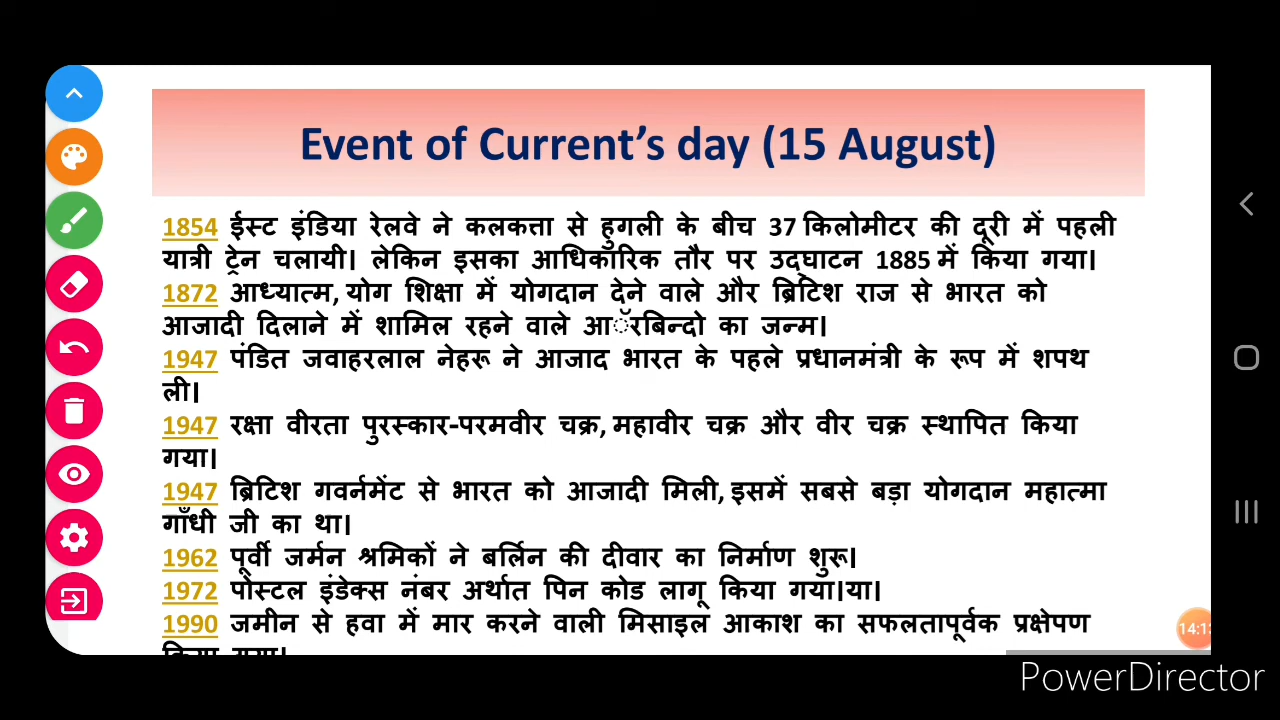 Event of Current’s day (15 August)
1854 ईस्ट इंडिया रेलवे ने कलकत्ता से हुगली के बीच 37 किलोमीटर की दूरी में पहली
यात्री ट्रेन चलायी। लेकिन इसका आधिकारिक तौर पर उद्घाटन 1885 में किया गया।
1872 आध्यात्म, योग शिक्षा में योगदान देने वाले और ब्रिटिश राज से भारत को
आजादी दिलाने में शामिल रहने वाले आॅरबिन्दो का जन्म।
1947 पंडित जवाहरलाल नेहरू ने आजाद भारत के पहले प्रधानमंत्री के रूप में शपथ
ली।
1947 रक्षा वीरता पुरस्कार-परमवीर चक्र, महावीर चक्र और वीर चक्र स्थापित किया
गया।
1947 ब्रिटिश गवर्नमेंट से भारत को आजादी मिली, इसमें सबसे बड़ा योगदान महात्मा
गाँधी जी का था।
1962 पूर्वी जर्मन श्रमिकों ने बर्लिन की दीवार का निर्माण शुरू।
1972 पोस्टल इंडेक्स नंबर अर्थात पिन कोड लागू किया गया।या।
1990 जमीन से हवा में मार करने वाली मिसाइल आकाश का सफलतापूर्वक प्रक्षेपण
किया गया।
PowerDirector